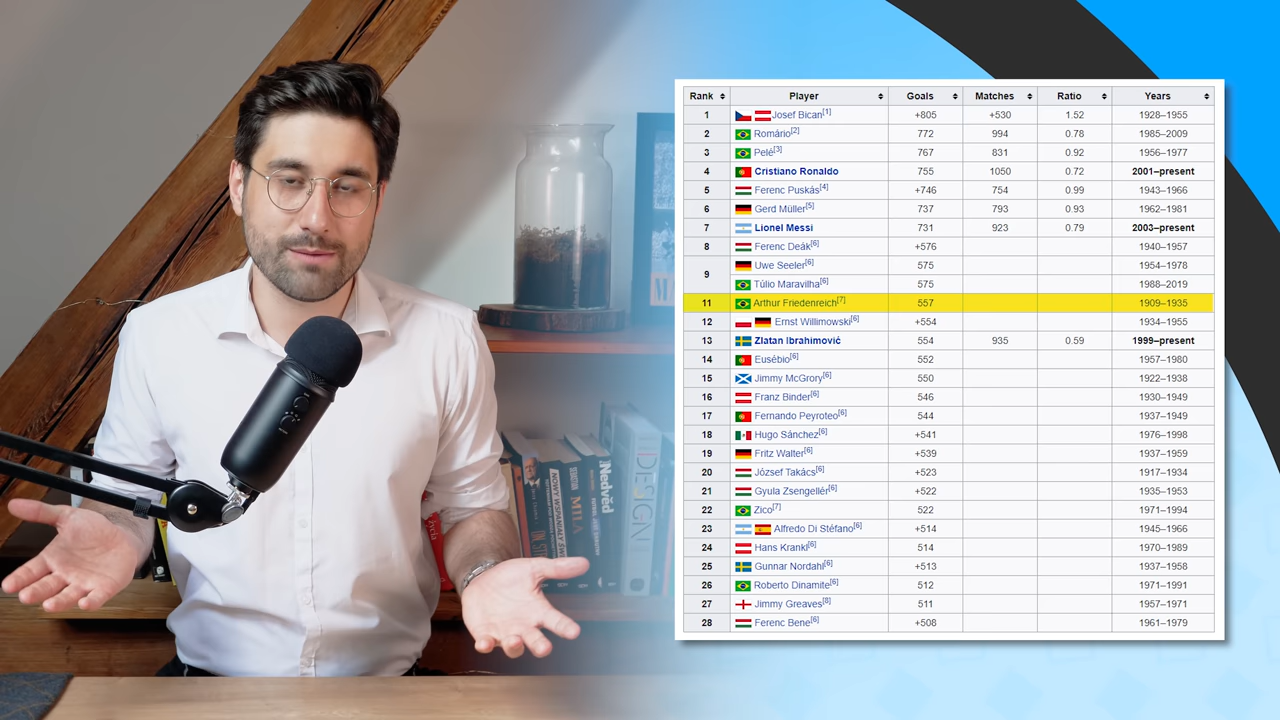 Rank Player Goals Matches Ratio Years
1 Josef Bican[1] +805 +530 1.52 1928–1955
2 Romário[2] 772 994 0.78 1985–2009
3 Pelé[3] 767 831 0.92 1956–1977
4 Cristiano Ronaldo 755 1050 0.72 2001–present
5 Ferenc Puskás[4] +746 754 0.99 1943–1966
6 Gerd Müller[5] 737 793 0.93 1962–1981
7 Lionel Messi 731 923 0.79 2003–present
8 Ferenc Deák[6] +576 1940–1957
9 Uwe Seeler[6] 575 1954–1978
Túlio Maravilha[6] 575 1988–2019
11 Arthur Friedenreich[7] 557 1909–1935
12 Ernst Willimowski[6] +554 1934–1955
13 Zlatan Ibrahimović 554 935 0.59 1999–present
14 Eusébio[6] 552 1957–1980
15 Jimmy McGrory[6] 550 1922–1938
16 Franz Binder[6] 546 1930–1949
17 Fernando Peyroteo[6] 544 1937–1949
18 Hugo Sánchez[6] +541 1976–1998
19 Fritz Walter[6] +539 1937–1959
20 József Takács[6] +523 1917–1934
21 Gyula Zsengellér[6] +522 1935–1953
22 Zico[7] 522 1971–1994
23 Alfredo Di Stéfano[6] +514 1945–1966
24 Hans Krankl[6] 514 1970–1989
25 Gunnar Nordahl[6] +513 1937–1958
26 Roberto Dinamite[6] 512 1971–1991
27 Jimmy Greaves[8] 511 1957–1971
28 Ferenc Bene[6] +508 1961–1979
Nedvěd
DESIGN
MILA
NOWY WSPANIAŁY ŚW
życia